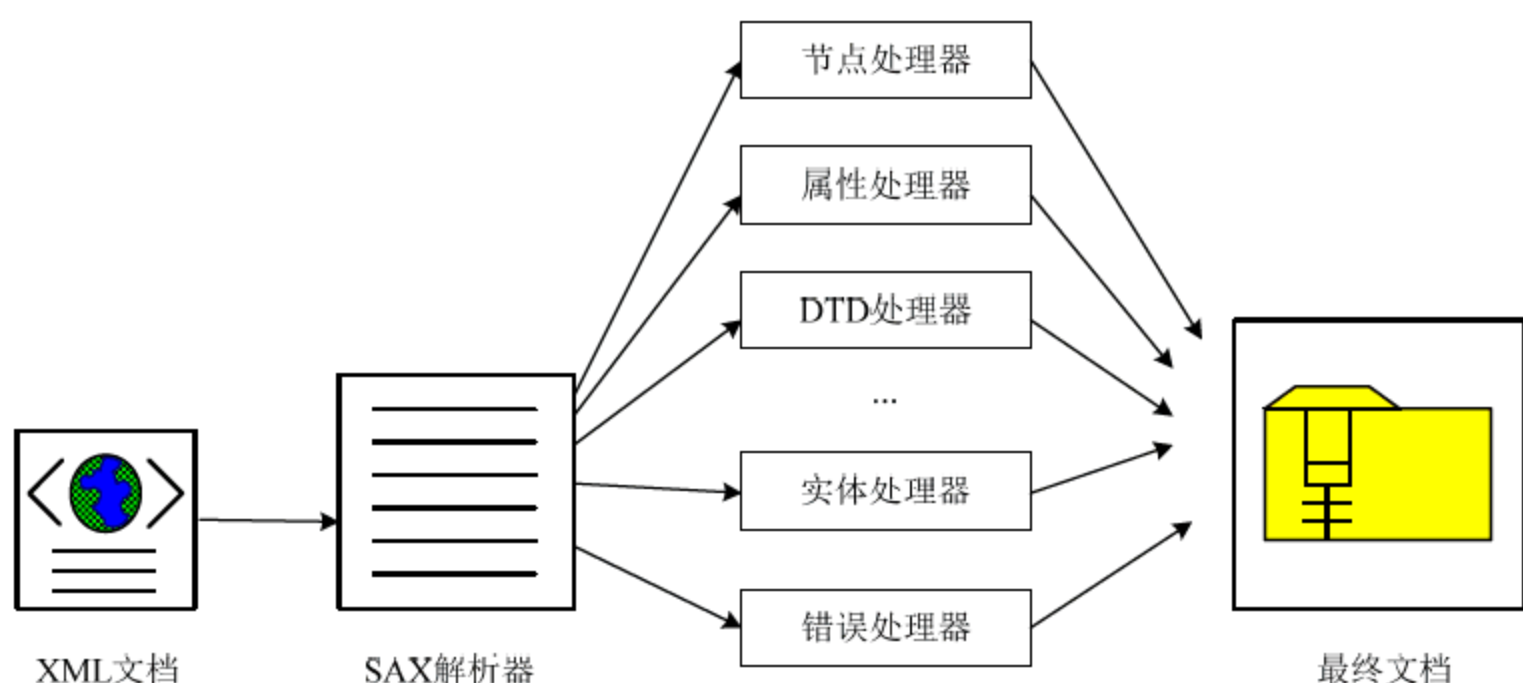 节点处理器
属性处理器
DTD处理器
...
实体处理器
错误处理器
XML文档
SAX解析器
最终文档